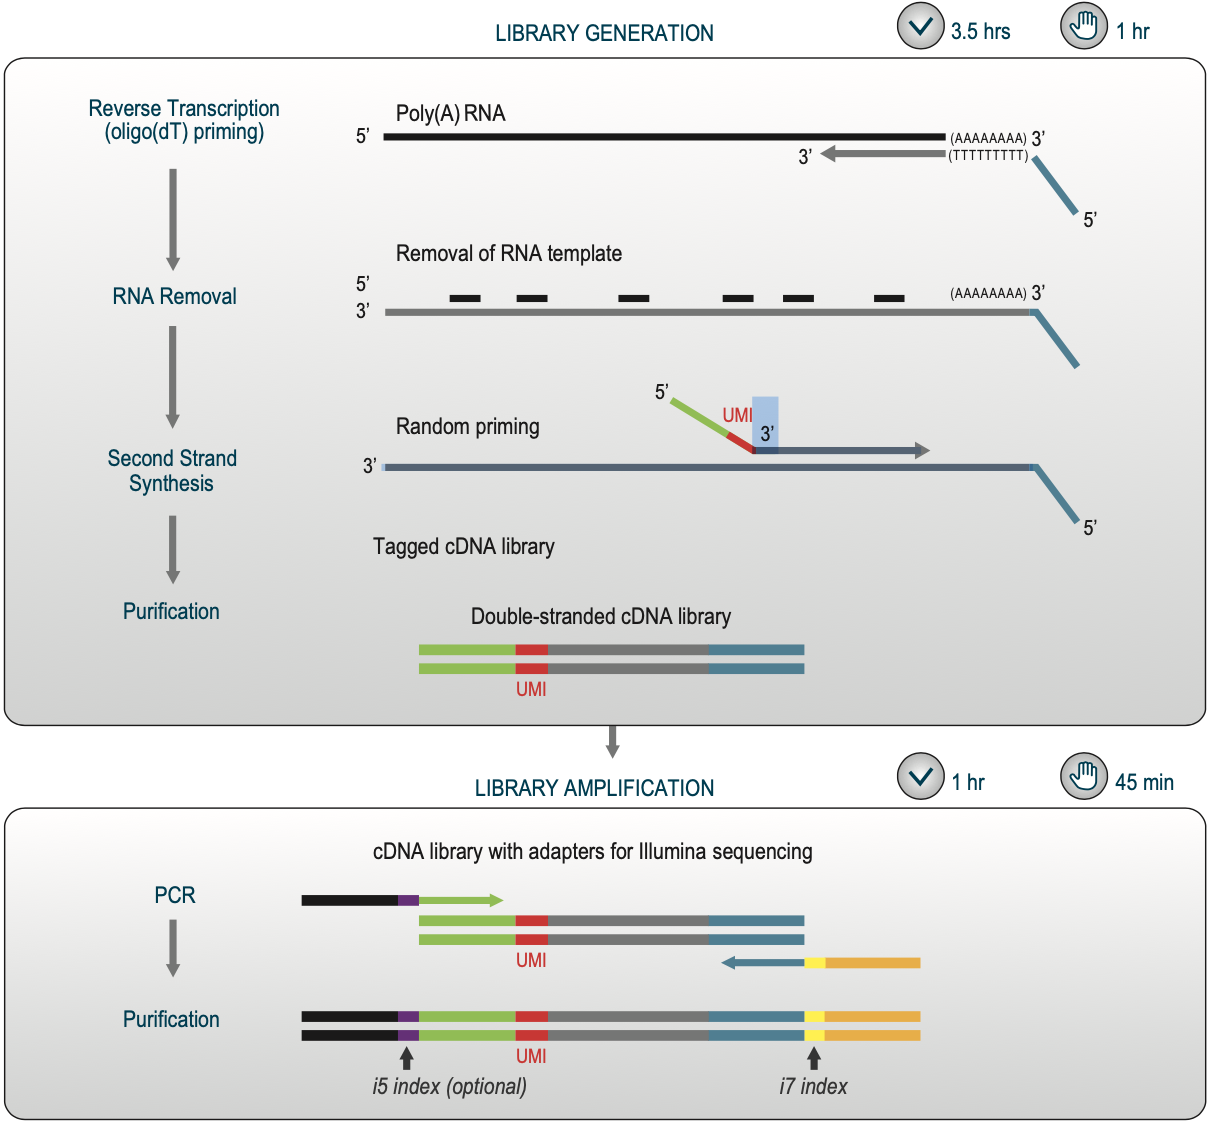 LIBRARY GENERATION
3.5 hrs
1 hr
Reverse Transcription
(oligo(dT) priming)
Poly(A) RNA
5’
(AAAAAAAA)
3’
3’
(TTTTTTTTT)
5’
Removal of RNA template
5’
RNA Removal
(AAAAAAAA)
3’
3’
5’
UMI
3’
Random priming
Second Strand
Synthesis
3’
5’
Tagged cDNA library
Purification
Double-stranded cDNA library
UMI
LIBRARY AMPLIFICATION
1 hr
45 min
cDNA library with adapters for Illumina sequencing
PCR
UMI
Purification
UMI
i5 index (optional)
i7 index